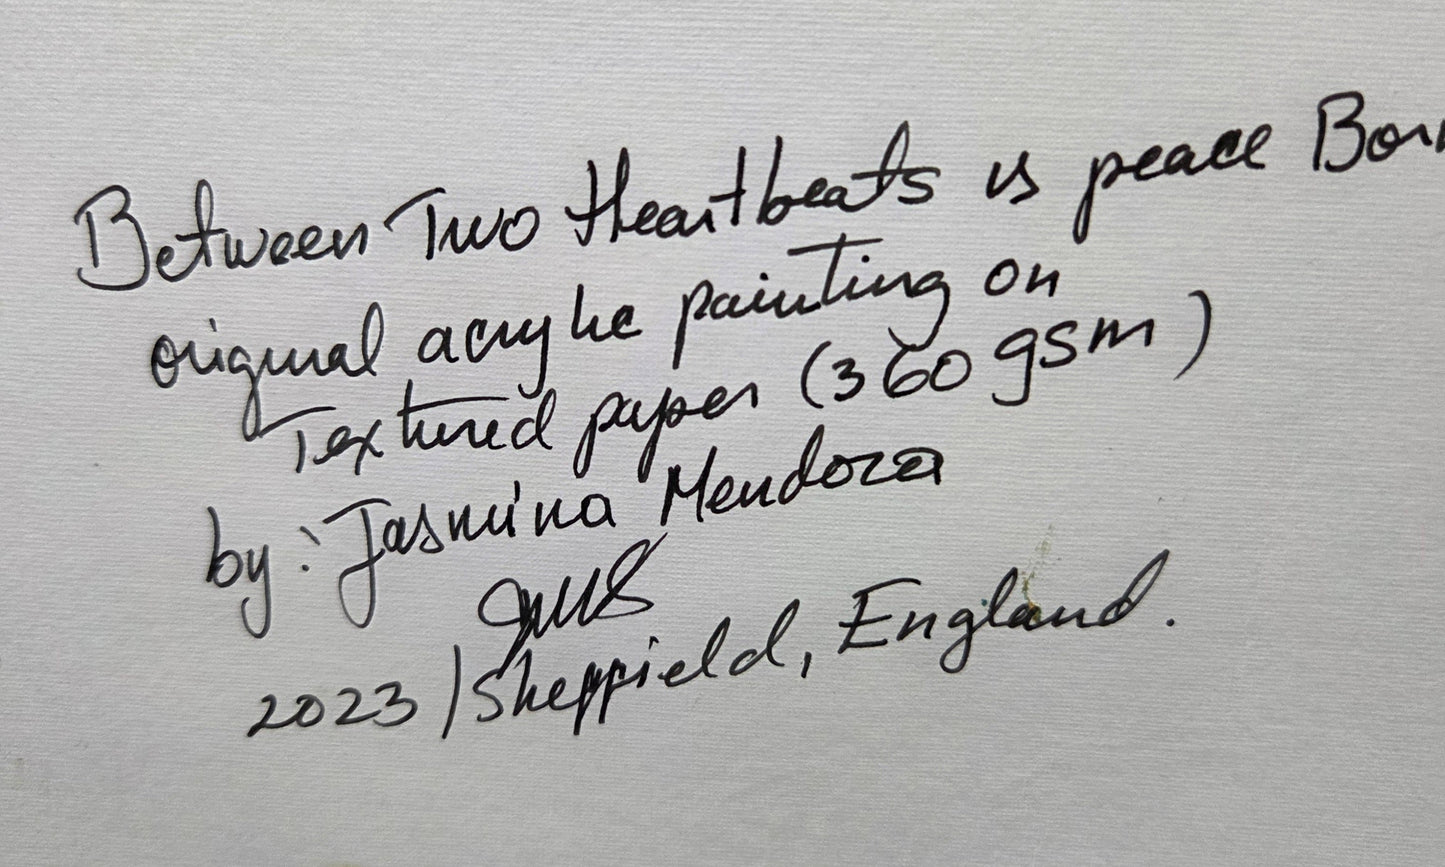 Between Two Heartbeats is peace Born
original acrylic painting on
Textured paper (360 gsm)
by: Jasmina Mendoza
2023 / Sheffield, England.